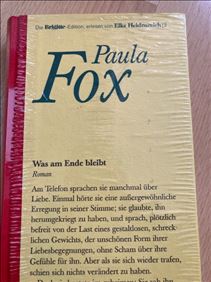 Die Brigitte-Edition, erlesen von Elke Heidenreich
Paula
Fox
Was am Ende bleibt
Roman
Am Telefon sprachen sie manchmal über
Liebe. Einmal hörte sie eine außergewöhnliche
Erregung in seiner Stimme; sie glaubte, ihn
herumgekriegt zu haben, und sprach, plötzlich
befreit von der Last eines gestaltlosen, schreck-
lichen Gewichts, der unschönen Form ihrer
Liebesbegegnungen, ohne Scham über ihre
Gefühle für ihn. Aber als sie sich wieder trafen,
schien sich nichts verändert zu haben.